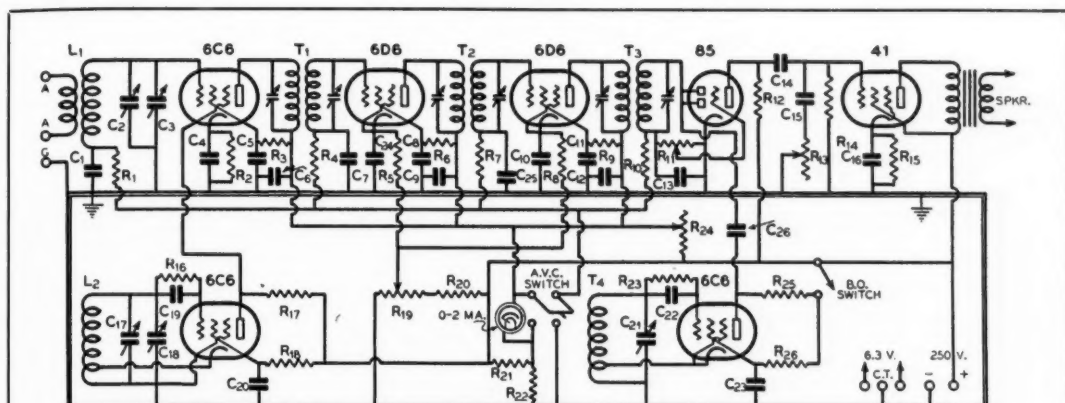 L1 6C6 T1 6D6 T2 6D6 T3 85 41
A C2 C3 C4 C5 R3 R4 C8 R6 R7 C11 R9 R11 C14 R12 C15 SPKR.
A
G C1 R1 R2 C6 C7 R5 C9 C10 C25 R8 C12 R10 C13 R13 R14 C16 R15
R24 C26
L2 R16 6C6 R20 A.V.C. SWITCH T4 R23 6C6 R25 B.O. SWITCH
C17 C19 R17 R19 0-2 MA. C21 C22
C18 R18 R21 R26 6.3 V. 250 V.
C20 R22 C23 C.T. - +